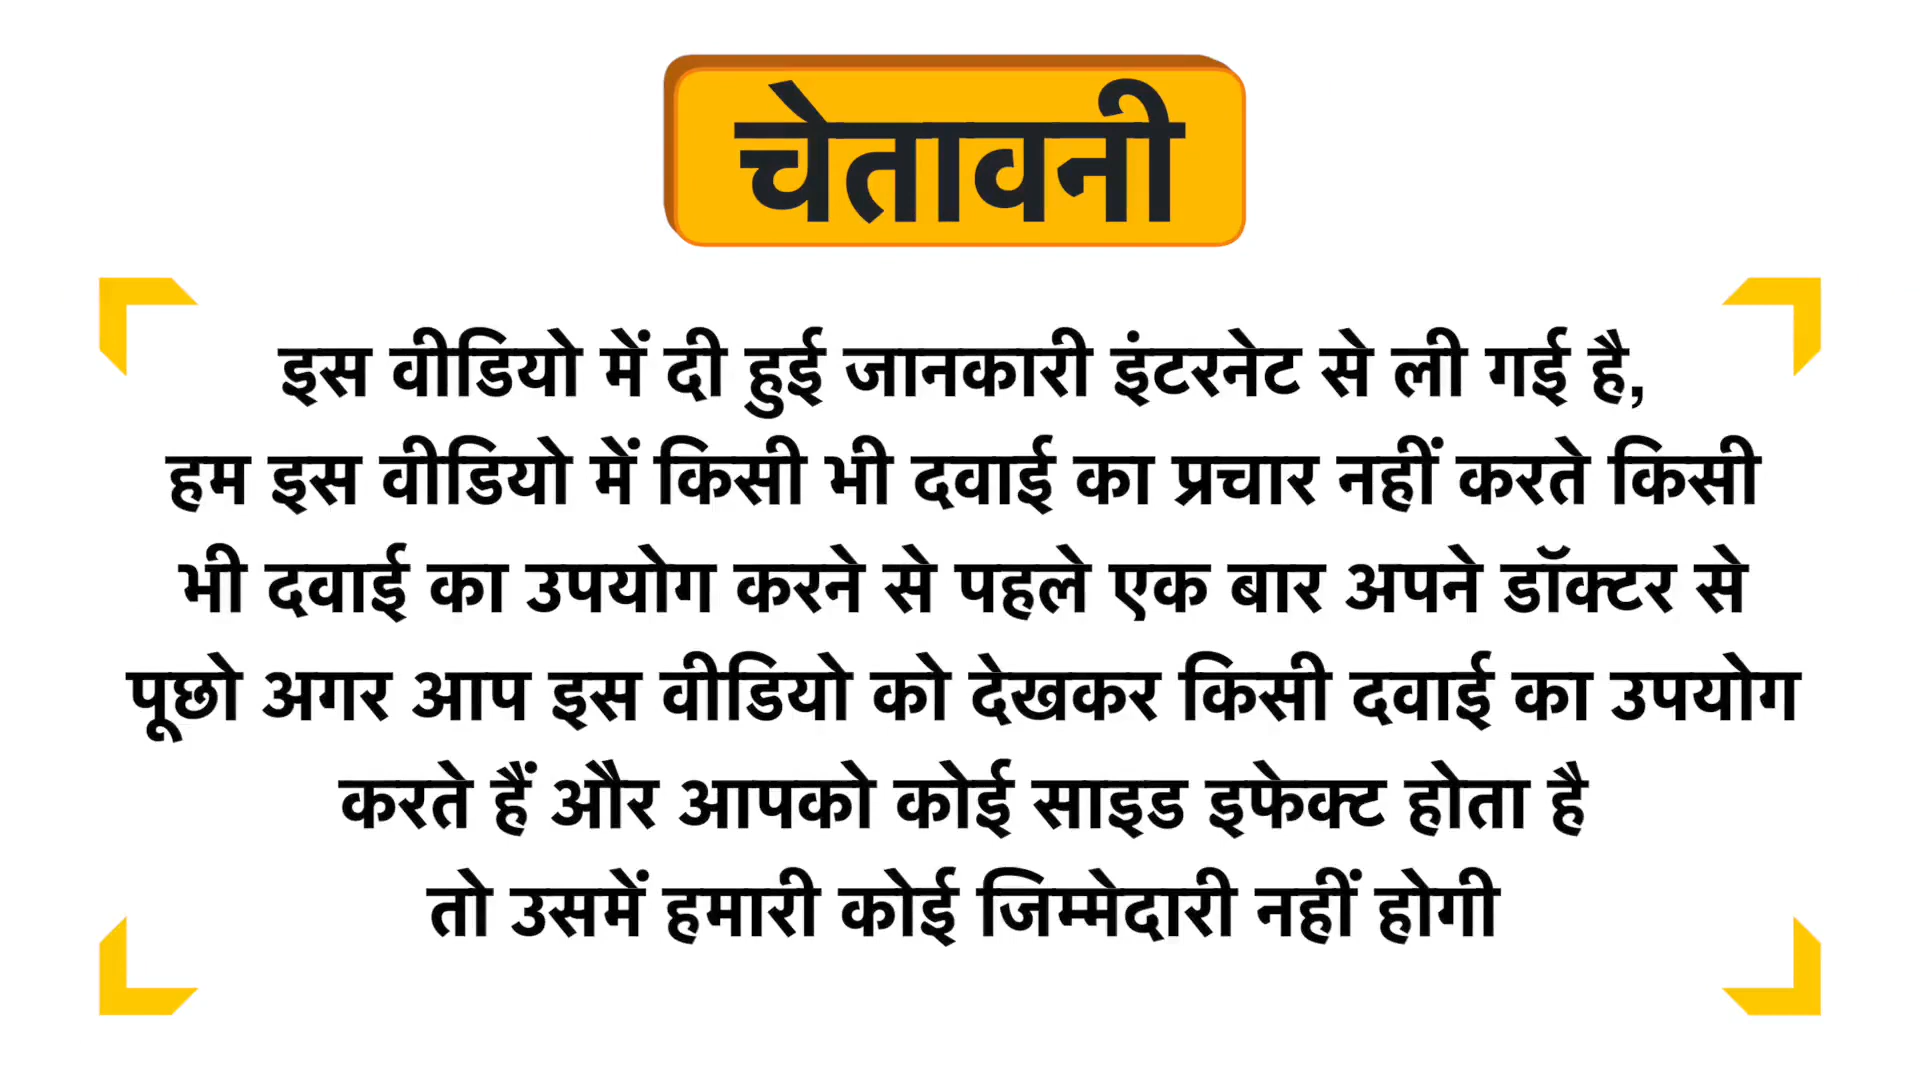 चेतावनी
इस वीडियो में दी हुई जानकारी इंटरनेट से ली गई है,
हम इस वीडियो में किसी भी दवाई का प्रचार नहीं करते किसी
भी दवाई का उपयोग करने से पहले एक बार अपने डॉक्टर से
पूछो अगर आप इस वीडियो को देखकर किसी दवाई का उपयोग
करते हैं और आपको कोई साइड इफेक्ट होता है
तो उसमें हमारी कोई जिम्मेदारी नहीं होगी